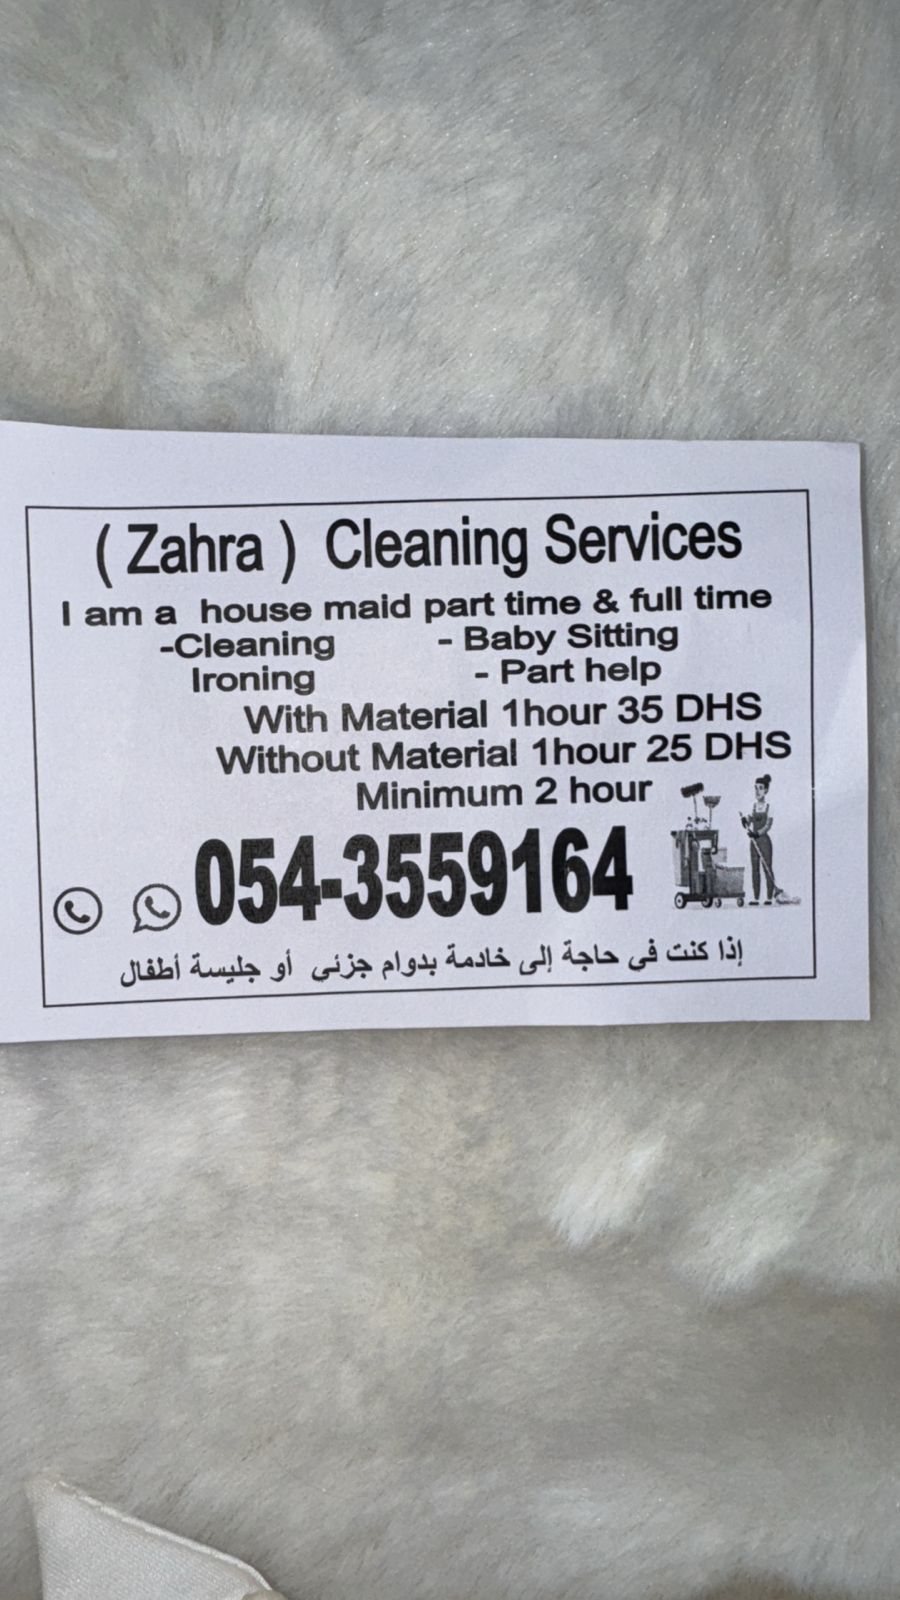 ( Zahra ) Cleaning Services
I am a house maid part time & full time
-Cleaning - Baby Sitting
Ironing - Part help
With Material 1hour 35 DHS
Without Material 1hour 25 DHS
Minimum 2 hour
054-3559164
إذا كنت في حاجة إلى خادمة بدوام جزئي أو جليسة أطفال